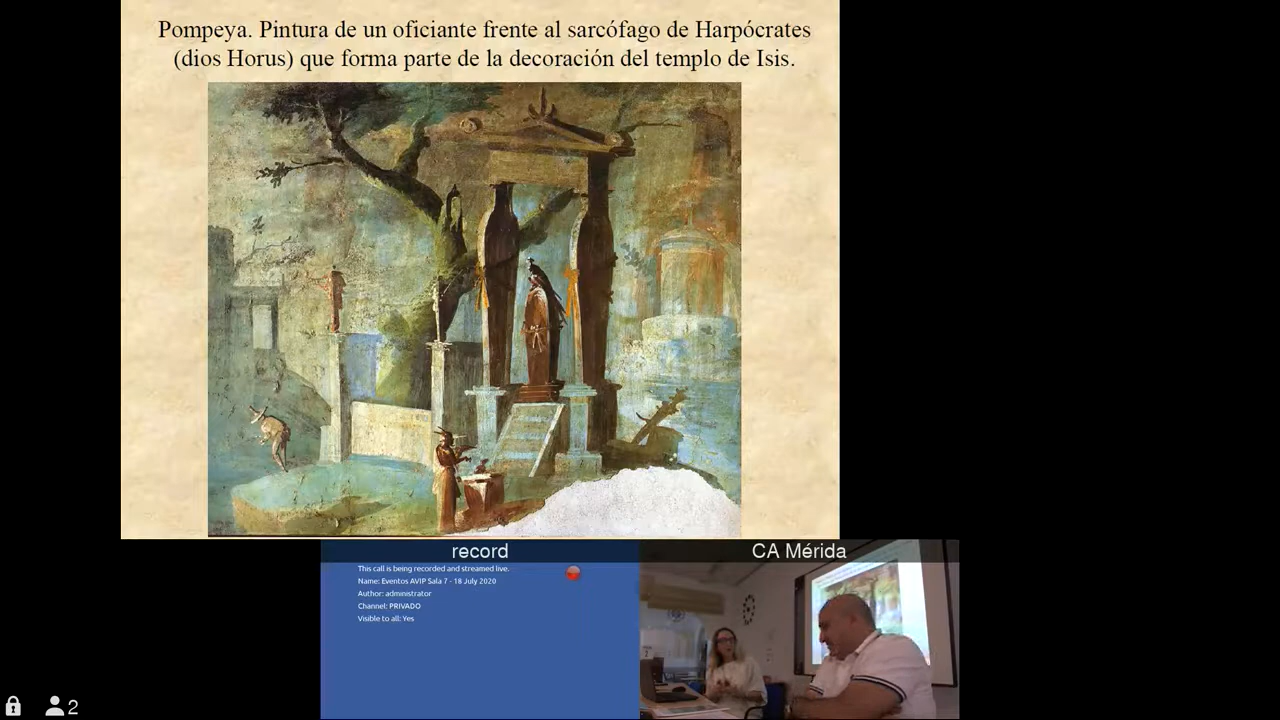 Pompeya. Pintura de un oficiante frente al sarcófago de Harpócrates
(dios Horus) que forma parte de la decoración del templo de Isis.
record
This call is being recorded and streamed live.
Name: Eventos AVIP Sala 7 - 18 July 2020
Author: administrator
Channel: PRIVADO
Visible to all: Yes
CA Mérida
2